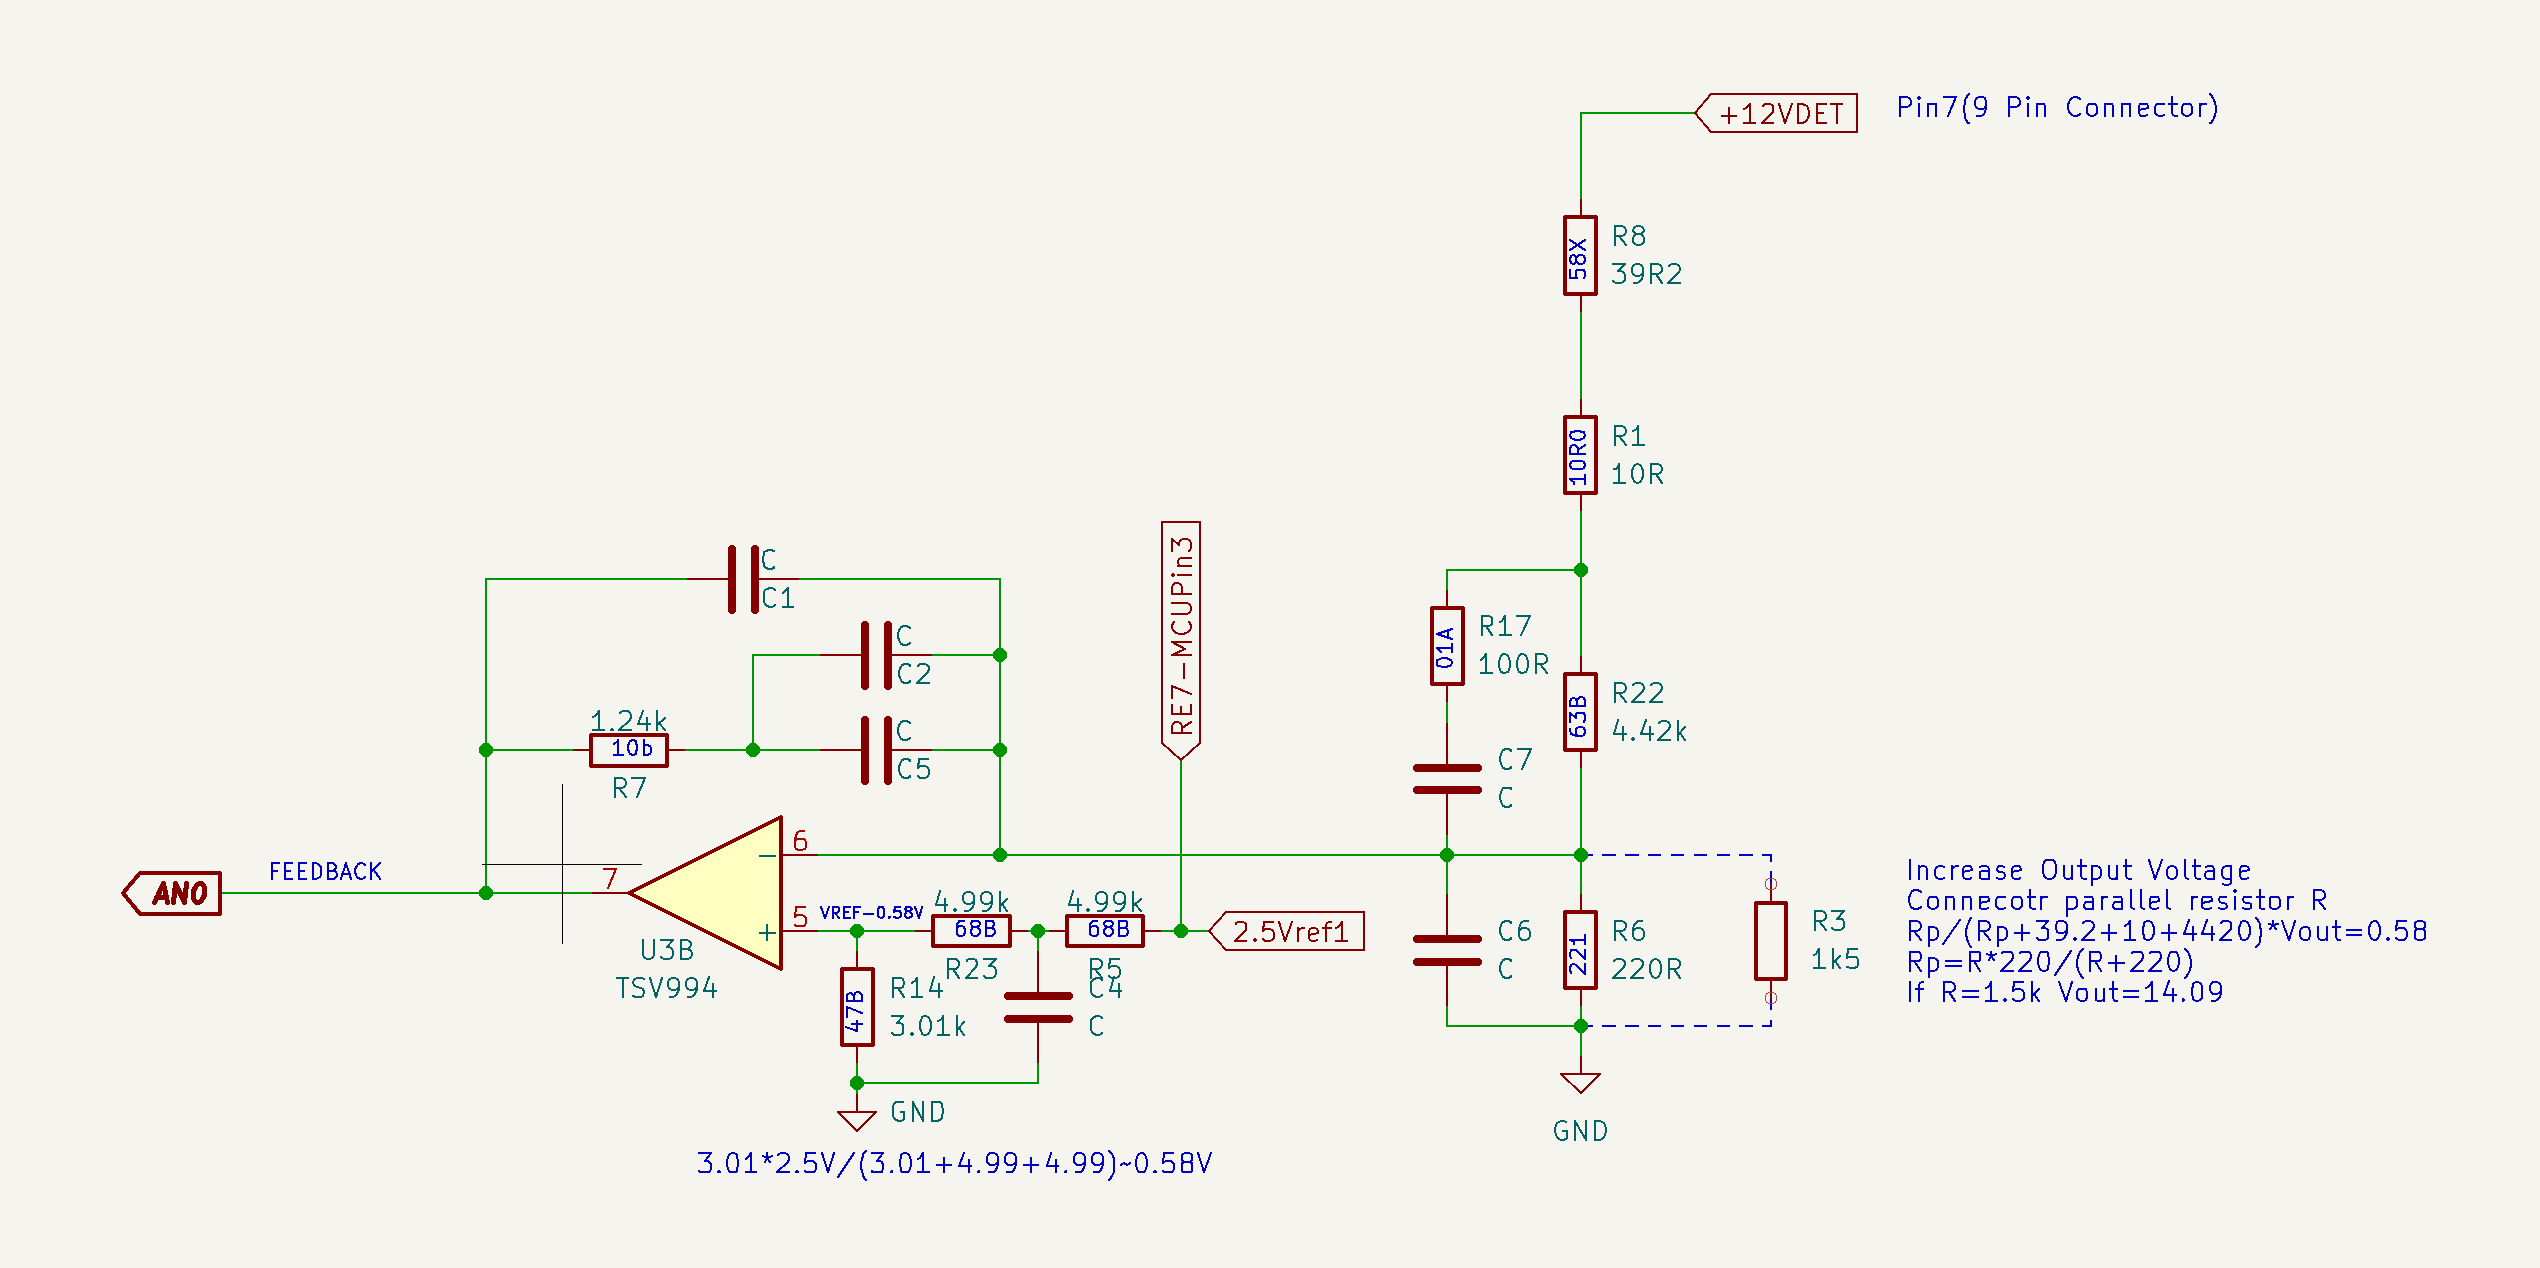 +12VDET
Pin7(9 Pin Connector)
58X
R8
39R2
10R0
R1
10R
C
C1
RE7-MCUPin3
01A
R17
100R
C
C2
63B
R22
4.42k
1.24k
10b
R7
C
C5
C7
C
FEEDBACK
AN0
7
6
5
VREF-0.58V
U3B
TSV994
4.99k
68B
R23
4.99k
68B
R5
2.5Vref1
47B
R14
3.01k
C4
C
GND
3.01*2.5V/(3.01+4.99+4.99)~0.58V
C6
C
221
R6
220R
GND
R3
1k5
Increase Output Voltage
Connecotr parallel resistor R
Rp/(Rp+39.2+10+4420)*Vout=0.58
Rp=R*220/(R+220)
If R=1.5k Vout=14.09